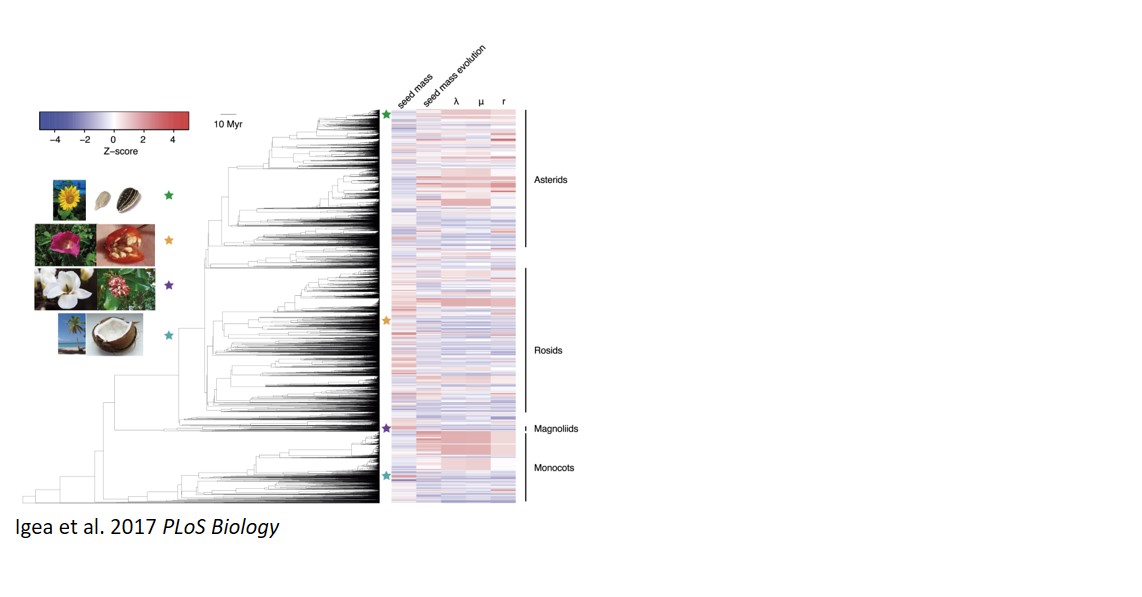 seed mass
seed mass evolution
λ
μ
r
−4 −2 0 2 4
Z−score
10 Myr
Asterids
Rosids
Magnoliids
Monocots
Igea et al. 2017 PLoS Biology